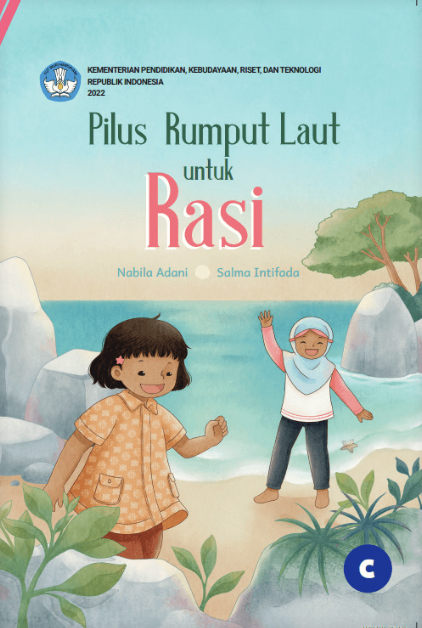 KEMENTERIAN PENDIDIKAN, KEBUDAYAAN, RISET, DAN TEKNOLOGI
REPUBLIK INDONESIA
2022
Pilus Rumput Laut
untuk
Rasi
Nabila Adani Salma Intifada
C